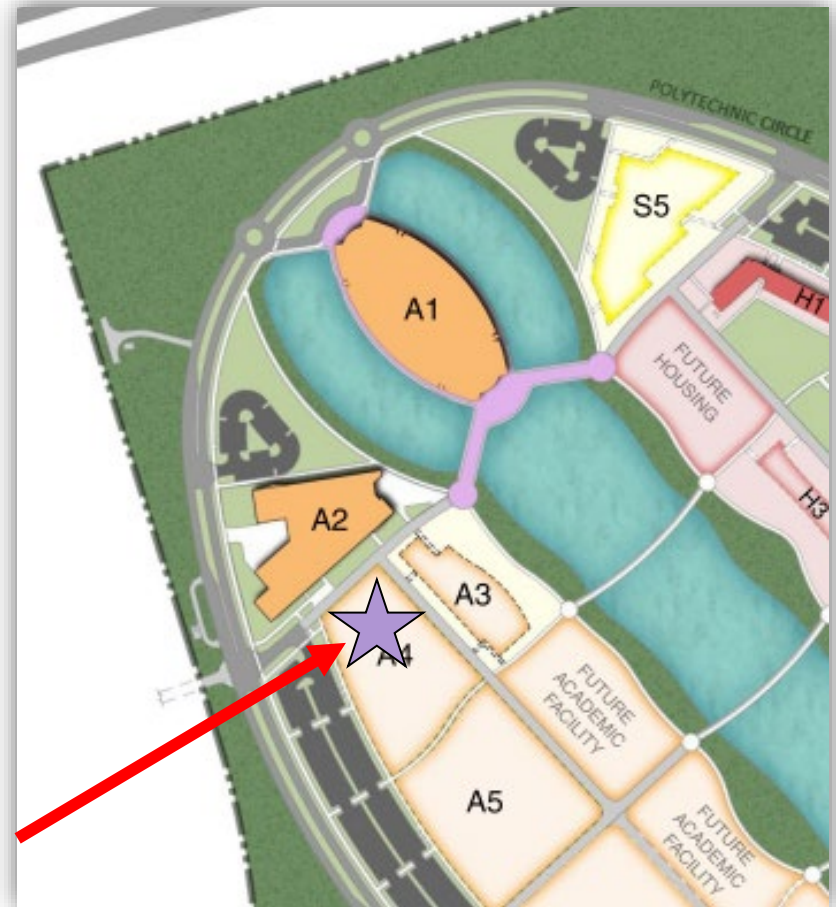 POLYTECHNIC CIRCLE
S5
A1
H1
FUTURE
HOUSING
H3
A2
A3
A4
FUTURE
ACADEMIC
FACILITY
A5
FUTURE
ACADEMIC
FACILITY